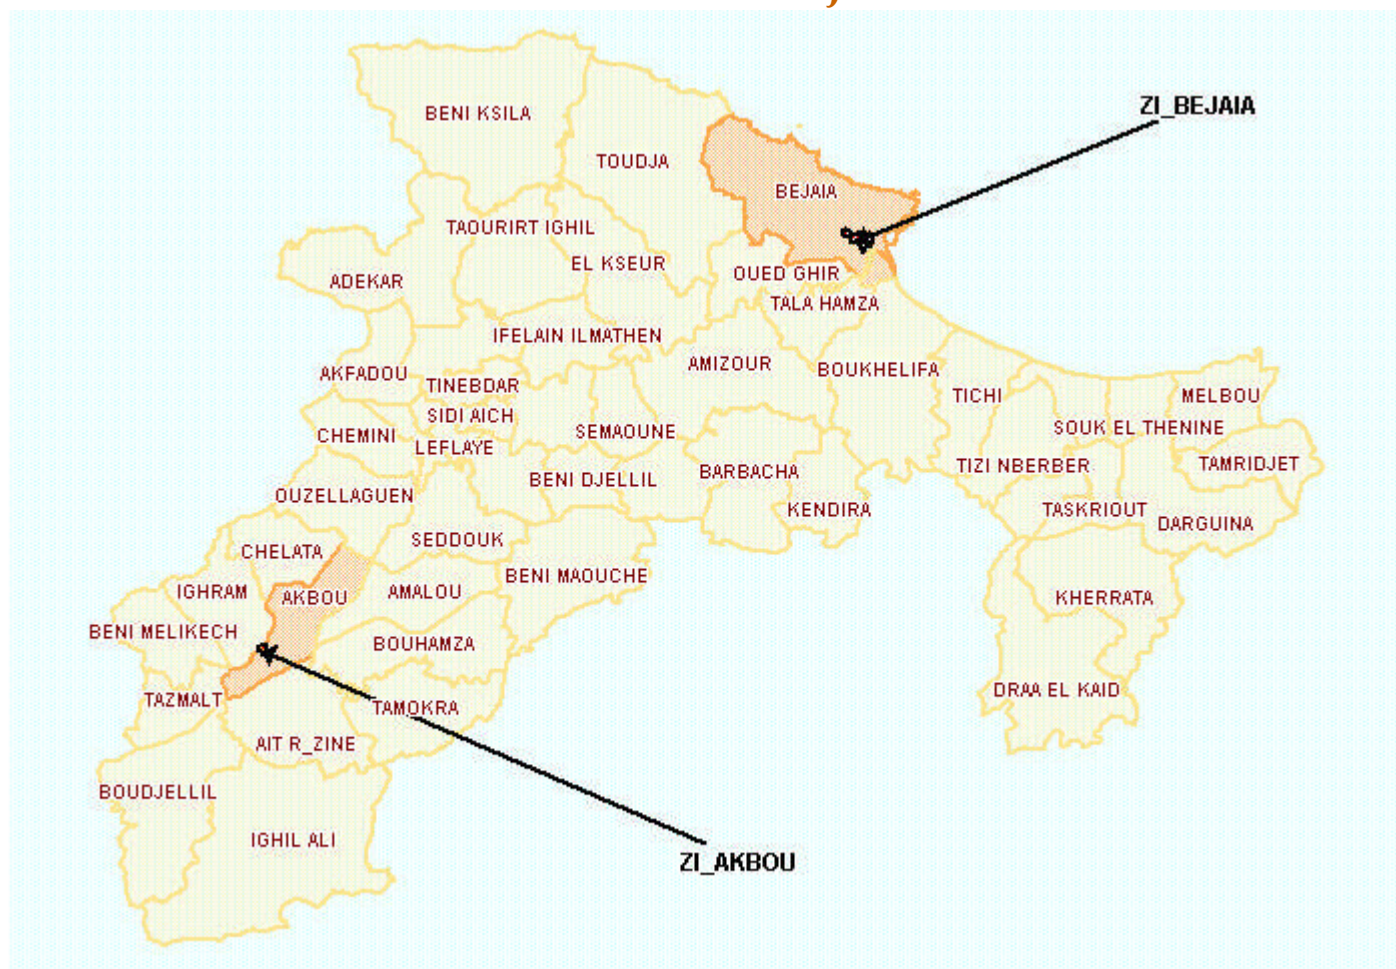 ZI_BEJAIA
BENI KSILA
TOUDJA
BEJAIA
TAOURIRT IGHIL
EL KSEUR
OUED GHIR
ADEKAR
TALA HAMZA
IFELAIN ILMATHEN
AMIZOUR
BOUKHELIFA
AKFADOU
TINEBDAR
TICHI
MELBOU
SIDI AICH
CHEMINI
SEMAOUNE
SOUK EL THENINE
LEFLAYE
TIZI NBERBER
TAMRIDJET
BARBACHA
BENI DJELLIL
OUZELLAGUEN
KENDIRA
TASKRIOUT
DARGUINA
SEDDOUK
CHELATA
BENI MAOUCHE
IGHRAM
AKBOU
AMALOU
KHERRATA
BENI MELIKECH
BOUHAMZA
DRAA EL KAID
TAZMALT
TAMOKRA
AIT R_ZINE
BOUDJELLIL
IGHIL ALI
ZI_AKBOU